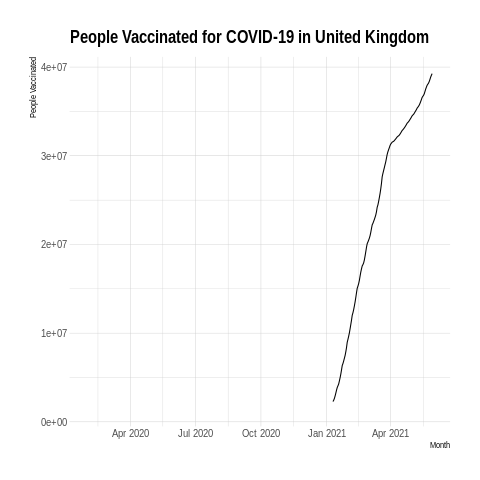 People Vaccinated for COVID-19 in United Kingdom
People Vaccinated
4e+07
3e+07
2e+07
1e+07
0e+00
Apr 2020 Jul 2020 Oct 2020 Jan 2021 Apr 2021
Month